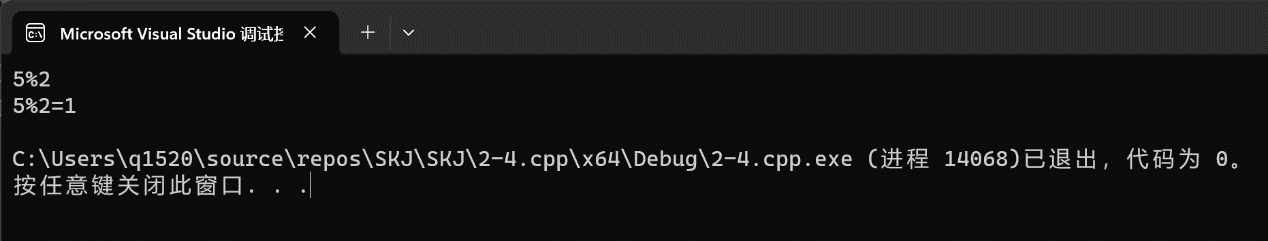 Microsoft Visual Studio 调试控
5%2
5%2=1
C:\Users\q1520\source\repos\SKJ\SKJ\2-4.cpp\x64\Debug\2-4.cpp.exe (进程 14068)已退出，代码为 0。
按任意键关闭此窗口. . .